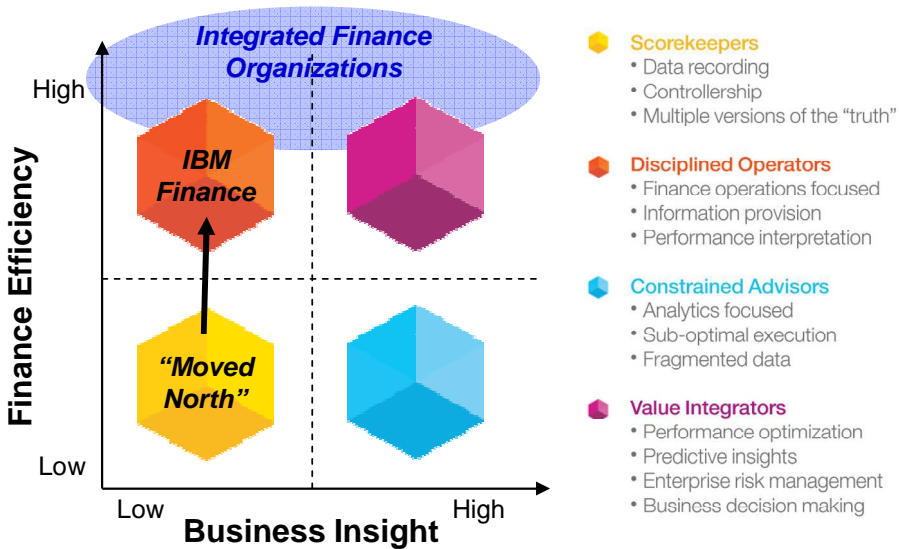 Integrated Finance
Organizations
High
IBM
Finance
Finance Efficiency
“Moved
North”
Low
Low
High
Business Insight
Scorekeepers
• Data recording
• Controllership
• Multiple versions of the “truth”
Disciplined Operators
• Finance operations focused
• Information provision
• Performance interpretation
Constrained Advisors
• Analytics focused
• Sub-optimal execution
• Fragmented data
Value Integrators
• Performance optimization
• Predictive insights
• Enterprise risk management
• Business decision making